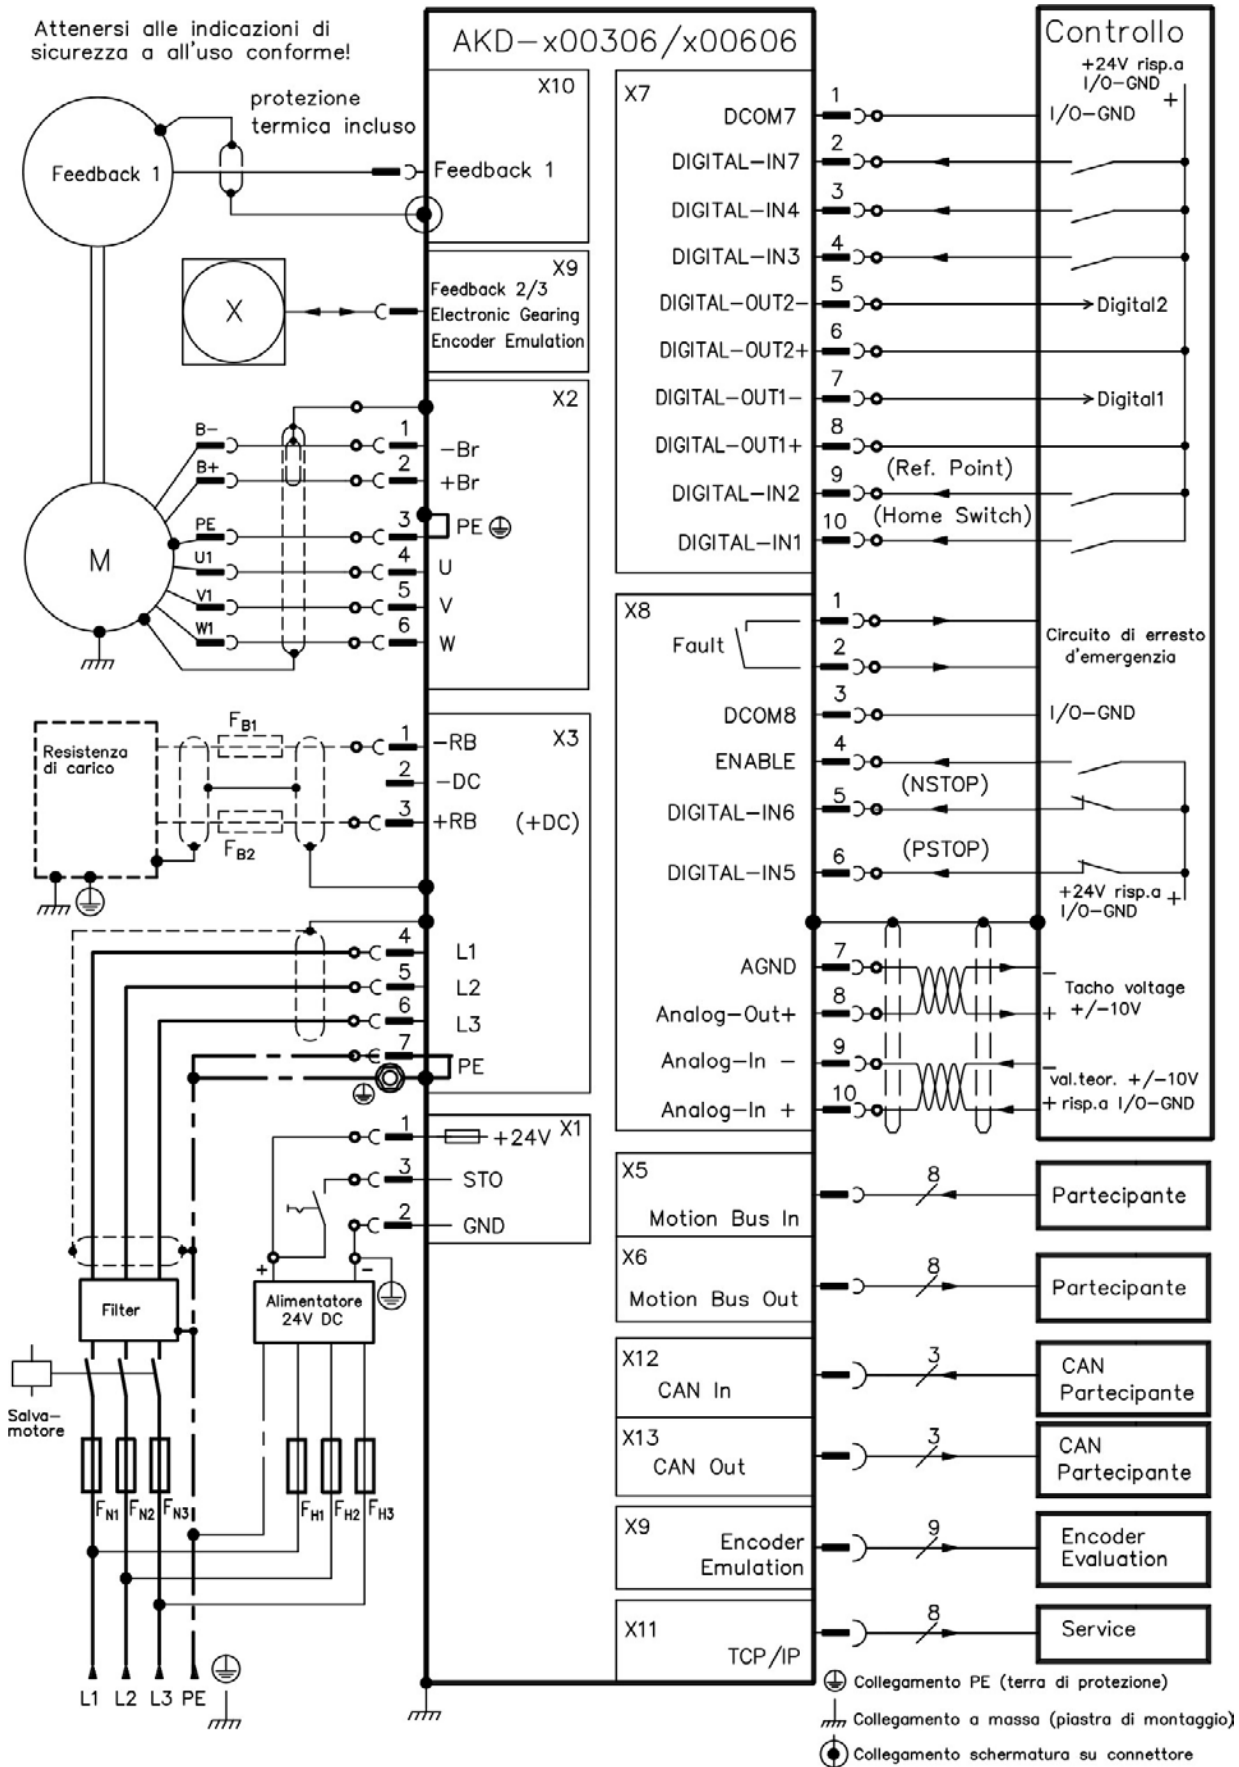 Attenersi alle indicazioni di
sicurezza a all'uso conforme!
AKD-x00306/x00606
Controllo
+24V risp.a
I/O-GND
+
I/O-GND
protezione
termica incluso
Feedback 1
X10
Feedback 1
X
X9
Feedback 2/3
Electronic Gearing
Encoder Emulation
X2
B-
1
-Br
B+
2
+Br
PE
3
PE
U1
4
U
V1
5
V
W1
6
W
M
Resistenza
di carico
FB1
FB2
X3
1
-RB
2
-DC
3
+RB
(+DC)
4
L1
5
L2
6
L3
7
PE
X1
1
+24V
3
STO
2
GND
+
-
Alimentatore
24V DC
Filter
Salva-
motore
FN1
FN2
FN3
FH1
FH2
FH3
L1
L2
L3
PE
X7
DCOM7
1
DIGITAL-IN7
2
DIGITAL-IN4
3
DIGITAL-IN3
4
DIGITAL-OUT2-
5
Digital2
DIGITAL-OUT2+
6
DIGITAL-OUT1-
7
Digital1
DIGITAL-OUT1+
8
DIGITAL-IN2
9
(Ref. Point)
DIGITAL-IN1
10
(Home Switch)
X8
Fault
1
2
Circuito di erresto
d'emergenzia
DCOM8
3
I/O-GND
ENABLE
4
DIGITAL-IN6
5
(NSTOP)
DIGITAL-IN5
6
(PSTOP)
+24V risp.a
I/O-GND
+
AGND
7
-
Tacho voltage
+/-10V
Analog-Out+
8
+
Analog-In -
9
-
val.teor. +/-10V
Analog-In +
10
+ risp.a I/O-GND
X5
Motion Bus In
8
Partecipante
X6
Motion Bus Out
8
Partecipante
X12
CAN In
3
CAN
Partecipante
X13
CAN Out
3
CAN
Partecipante
X9
Encoder
Emulation
9
Encoder
Evaluation
X11
TCP/IP
8
Service
Collegamento PE (terra di protezione)
Collegamento a massa (piastra di montaggio)
Collegamento schermatura su connettore